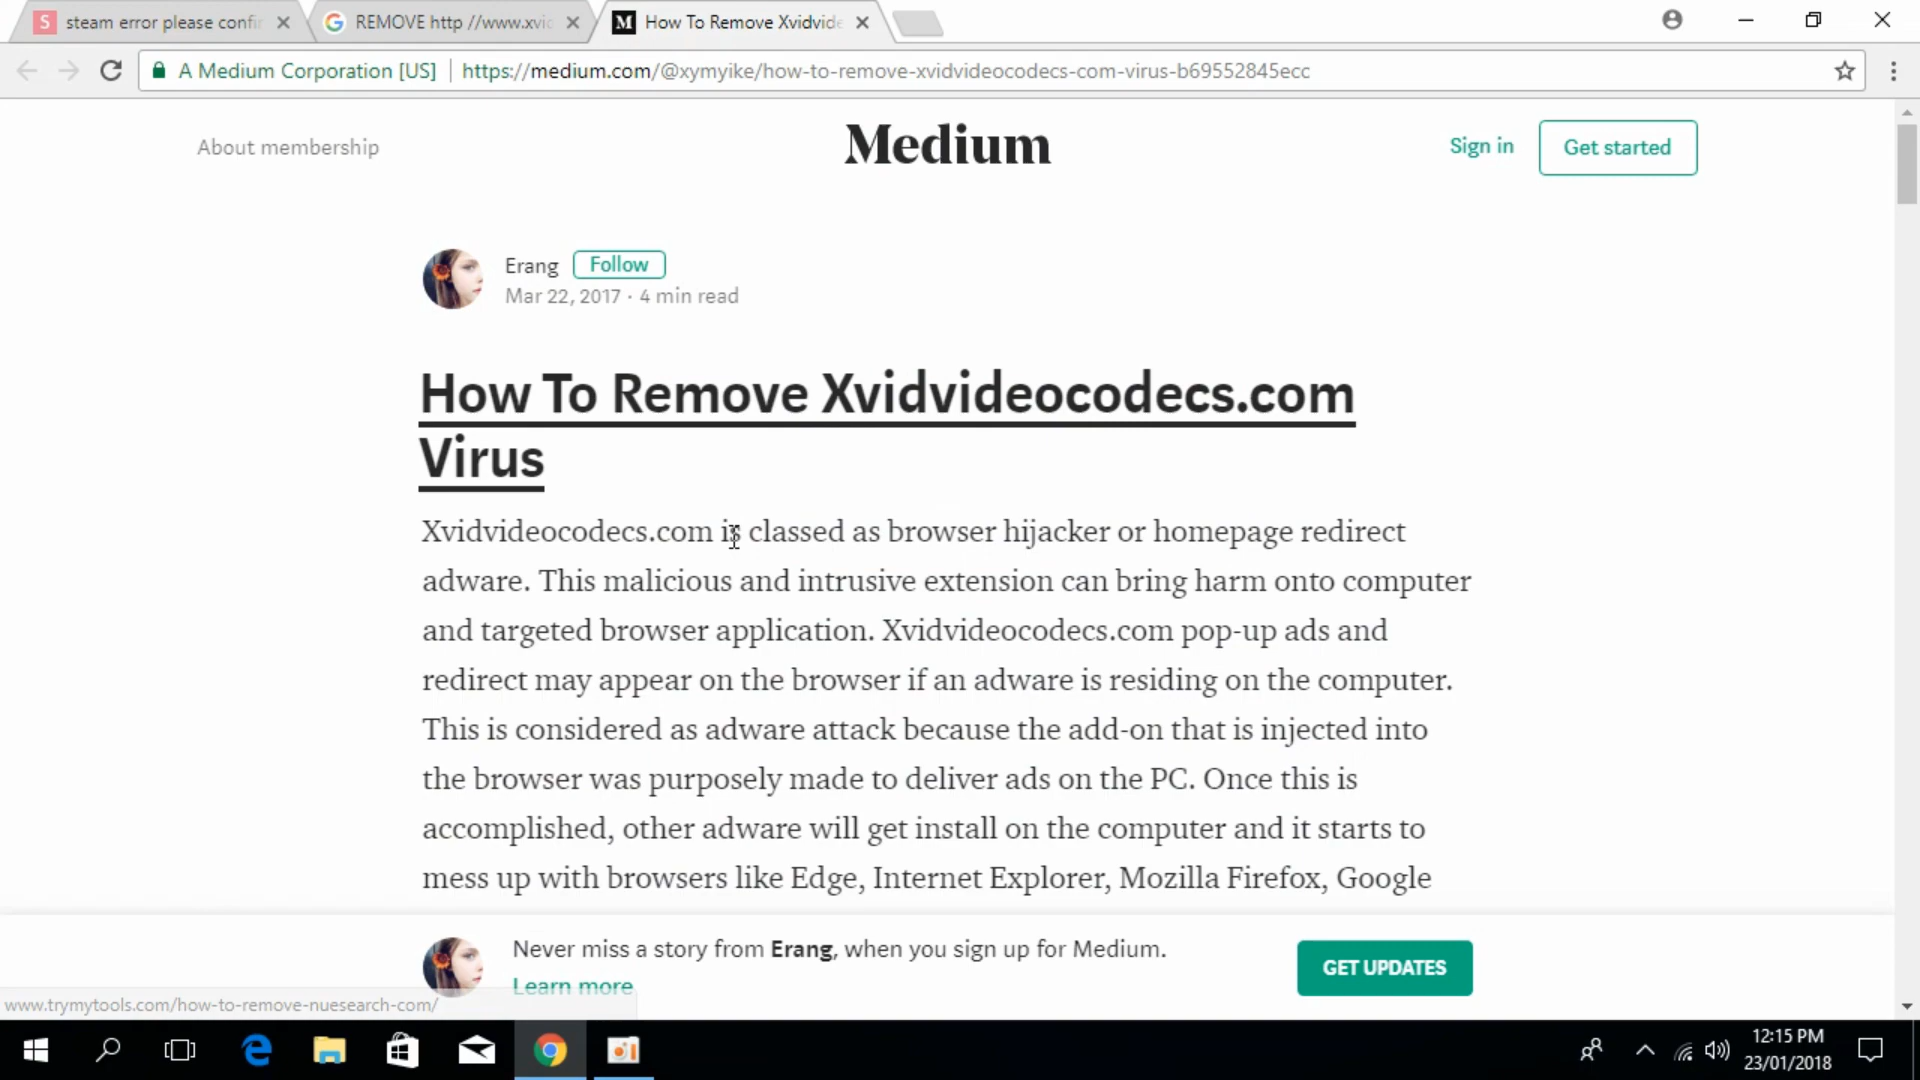 steam error please confi
REMOVE http //www.xvid
How To Remove Xvidvide
A Medium Corporation [US]
https://medium.com/@xymyike/how-to-remove-xvidvideocodecs-com-virus-b69552845ecc
About membership
Medium
Sign in
Get started
Erang
Follow
Mar 22, 2017 · 4 min read
How To Remove Xvidvideocodecs.com
Virus
Xvidvideocodecs.com is classed as browser hijacker or homepage redirect
adware. This malicious and intrusive extension can bring harm onto computer
and targeted browser application. Xvidvideocodecs.com pop-up ads and
redirect may appear on the browser if an adware is residing on the computer.
This is considered as adware attack because the add-on that is injected into
the browser was purposely made to deliver ads on the PC. Once this is
accomplished, other adware will get install on the computer and it starts to
mess up with browsers like Edge, Internet Explorer, Mozilla Firefox, Google
Never miss a story from Erang, when you sign up for Medium.
Learn more
GET UPDATES
www.trymytools.com/how-to-remove-nuesearch-com/
12:15 PM
23/01/2018